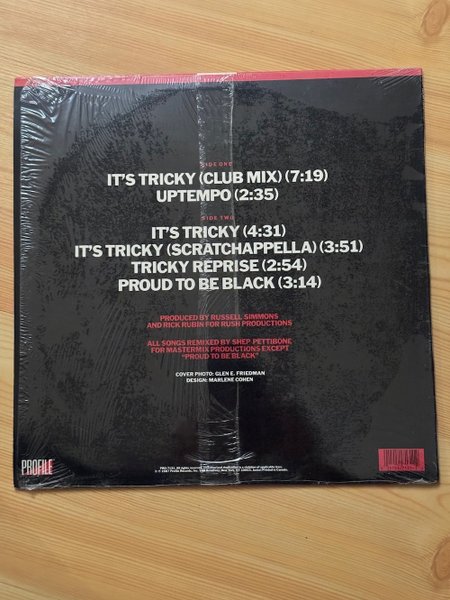 SIDE ONE
IT'S TRICKY (CLUB MIX) (7:19)
UPTEMPO (2:35)
SIDE TWO
IT'S TRICKY (4:31)
IT'S TRICKY (SCRATCHAPPELLA) (3:51)
TRICKY REPRISE (2:54)
PROUD TO BE BLACK (3:14)
PRODUCED BY RUSSELL SIMMONS
AND RICK RUBIN FOR RUSH PRODUCTIONS
ALL SONGS REMIXED BY SHEP PETTIBONE
FOR MASTERMIX PRODUCTIONS EXCEPT
"PROUD TO BE BLACK"
COVER PHOTO: GLEN E. FRIEDMAN
DESIGN: MARLENE COHEN
PROFILE